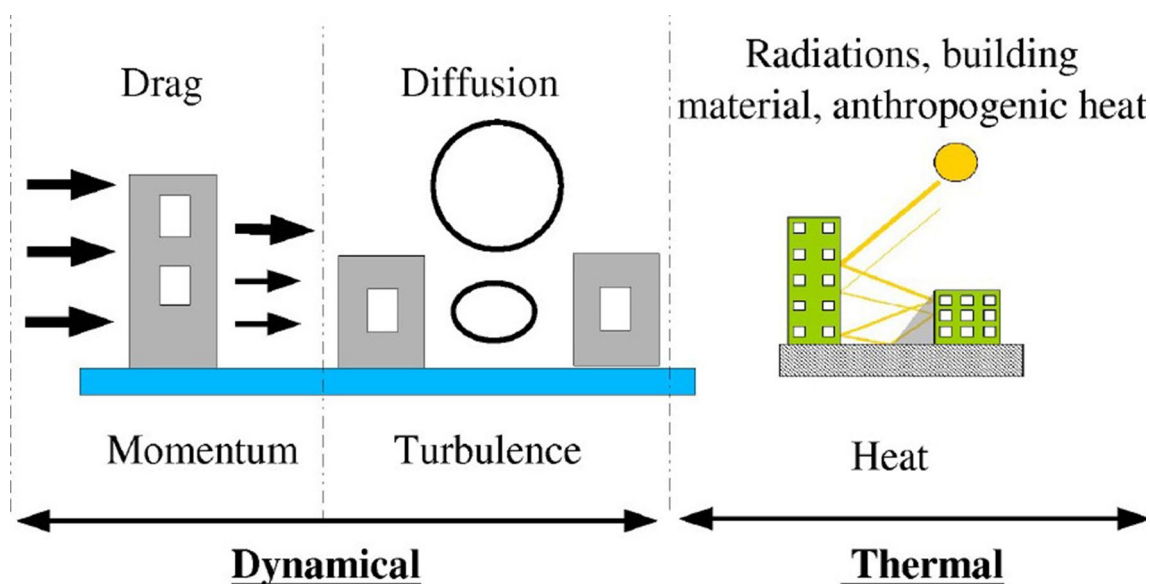 Drag
Diffusion
Radiations, building
material, anthropogenic heat
Momentum
Turbulence
Heat
Dynamical
Thermal